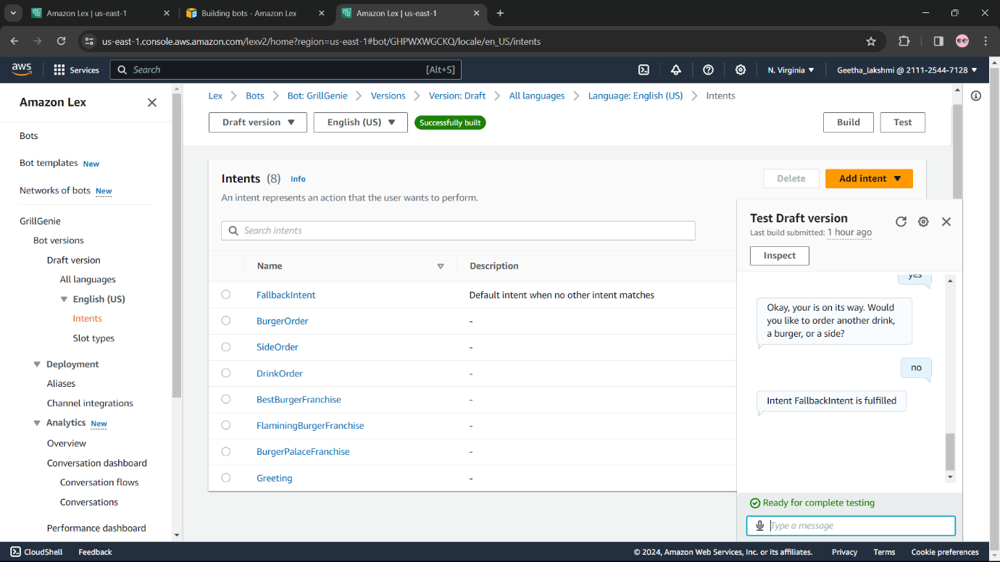 Amazon Lex | us-east-1
Building bots - Amazon Lex
Amazon Lex | us-east-1
us-east-1.console.aws.amazon.com/lexv2/home?region=us-east-1#bot/GHPWXWGCKQ/locale/en_US/intents
aws
Services
Search
[Alt+S]
N. Virginia
Geetha_lakshmi @ 2111-2544-7128
Amazon Lex
Bots
Bot templates New
Networks of bots New
GrillGenie
Bot versions
Draft version
All languages
English (US)
Intents
Slot types
Deployment
Aliases
Channel integrations
Analytics New
Overview
Conversation dashboard
Conversation flows
Conversations
Performance dashboard
Lex
Bots
Bot: GrillGenie
Versions
Version: Draft
All languages
Language: English (US)
Intents
Draft version
English (US)
Successfully built
Build
Test
Intents (8) Info
Delete
Add intent
An intent represents an action that the user wants to perform.
Search intents
Name
Description
FallbackIntent
Default intent when no other intent matches
BurgerOrder
-
SideOrder
-
DrinkOrder
-
BestBurgerFranchise
-
FlaminingBurgerFranchise
-
BurgerPalaceFranchise
-
Greeting
-
Test Draft version
Last build submitted: 1 hour ago
Inspect
yes
Okay, your is on its way. Would
you like to order another drink,
a burger, or a side?
no
Intent FallbackIntent is fulfilled
Ready for complete testing
Type a message
CloudShell
Feedback
© 2024, Amazon Web Services, Inc. or its affiliates.
Privacy
Terms
Cookie preferences